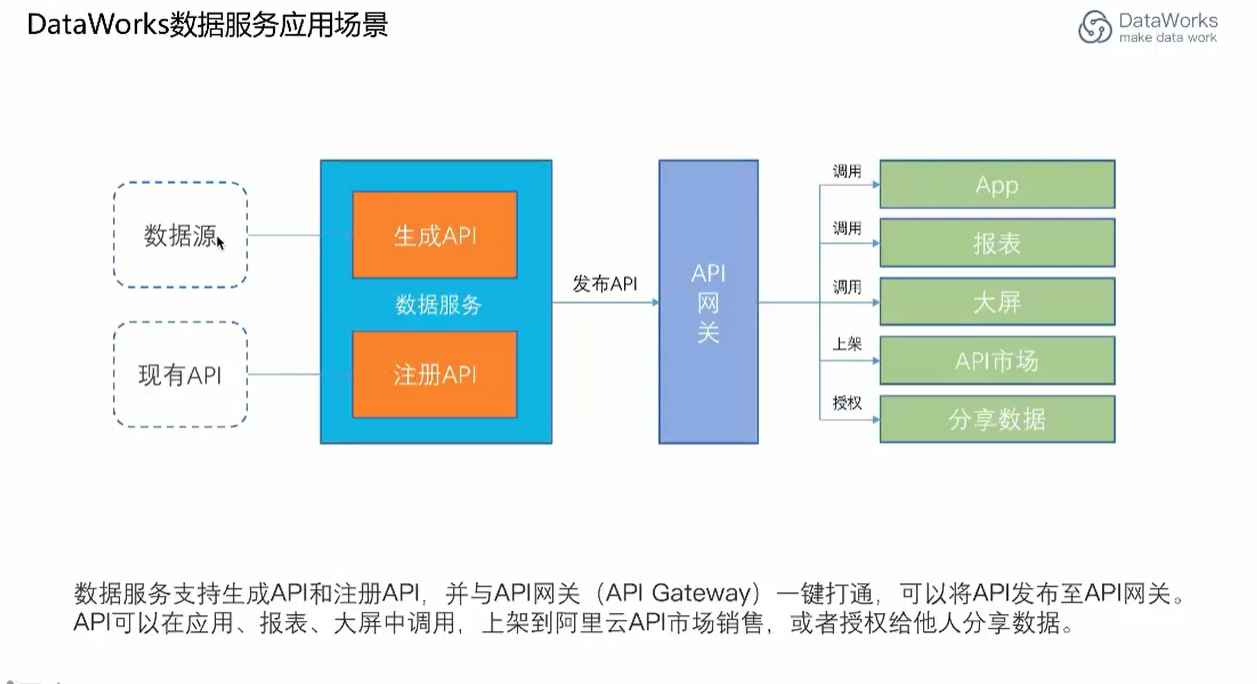 DataWorks数据服务应用场景
DataWorks
make data work
数据源
现有API
生成API
数据服务
注册API
发布API
API
网
关
调用
App
调用
报表
调用
大屏
上架
API市场
授权
分享数据
数据服务支持生成API和注册API，并与API网关（API Gateway）一键打通，可以将API发布至API网关。
API可以在应用、报表、大屏中调用，上架到阿里云API市场销售，或者授权给他人分享数据。